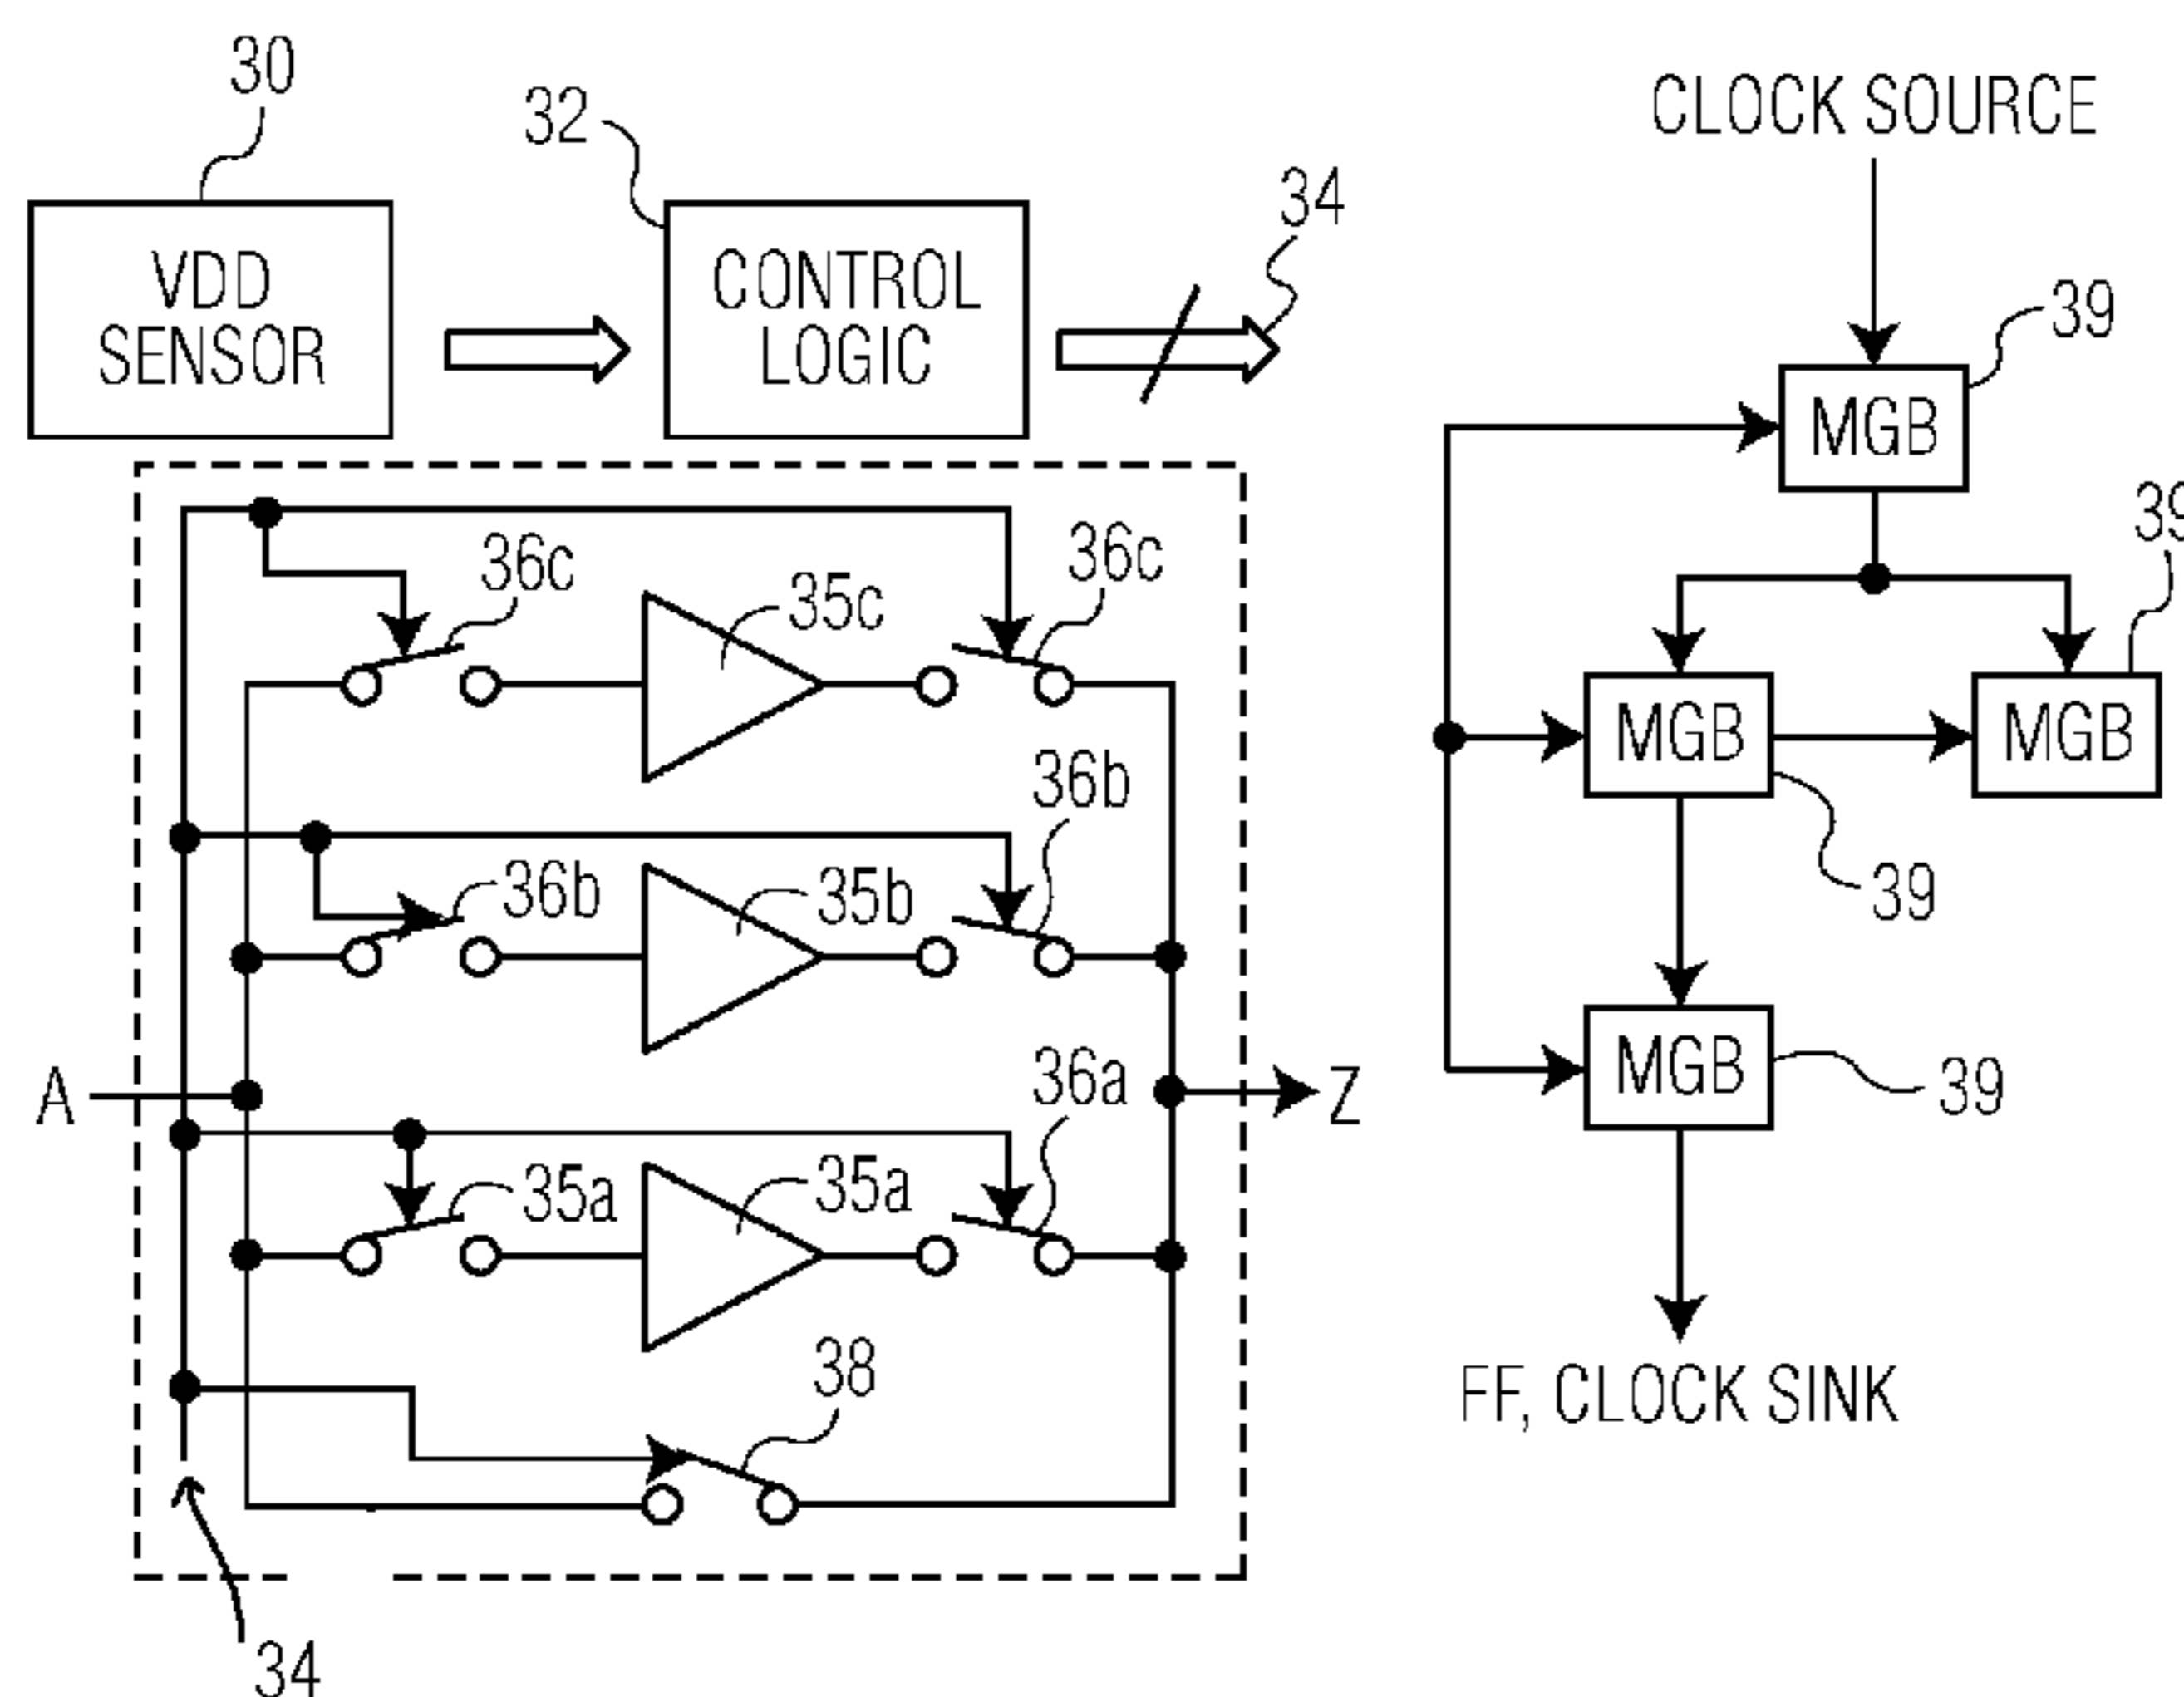 30
32
34
VDD
SENSOR
CONTROL
LOGIC
36c
35c
36c
36b
35b
36b
A
Z
35a
35a
36a
38
34
CLOCK SOURCE
39
MGB
39
MGB
MGB
39
MGB
39
FF, CLOCK SINK